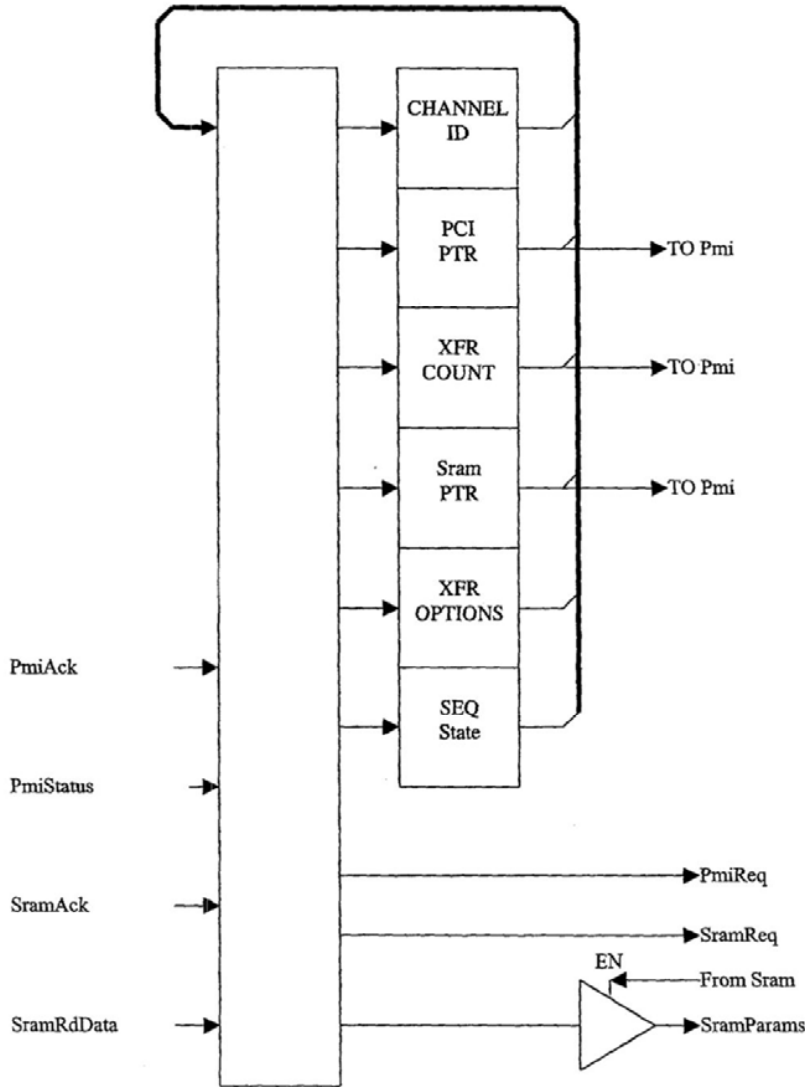 CHANNEL
ID
PCI
PTR
TO Pmi
XFR
COUNT
TO Pmi
Sram
PTR
TO Pmi
XFR
OPTIONS
PmiAck
SEQ
State
PmiStatus
PmiReq
SramAck
SramReq
EN
From Sram
SramRdData
SramParams